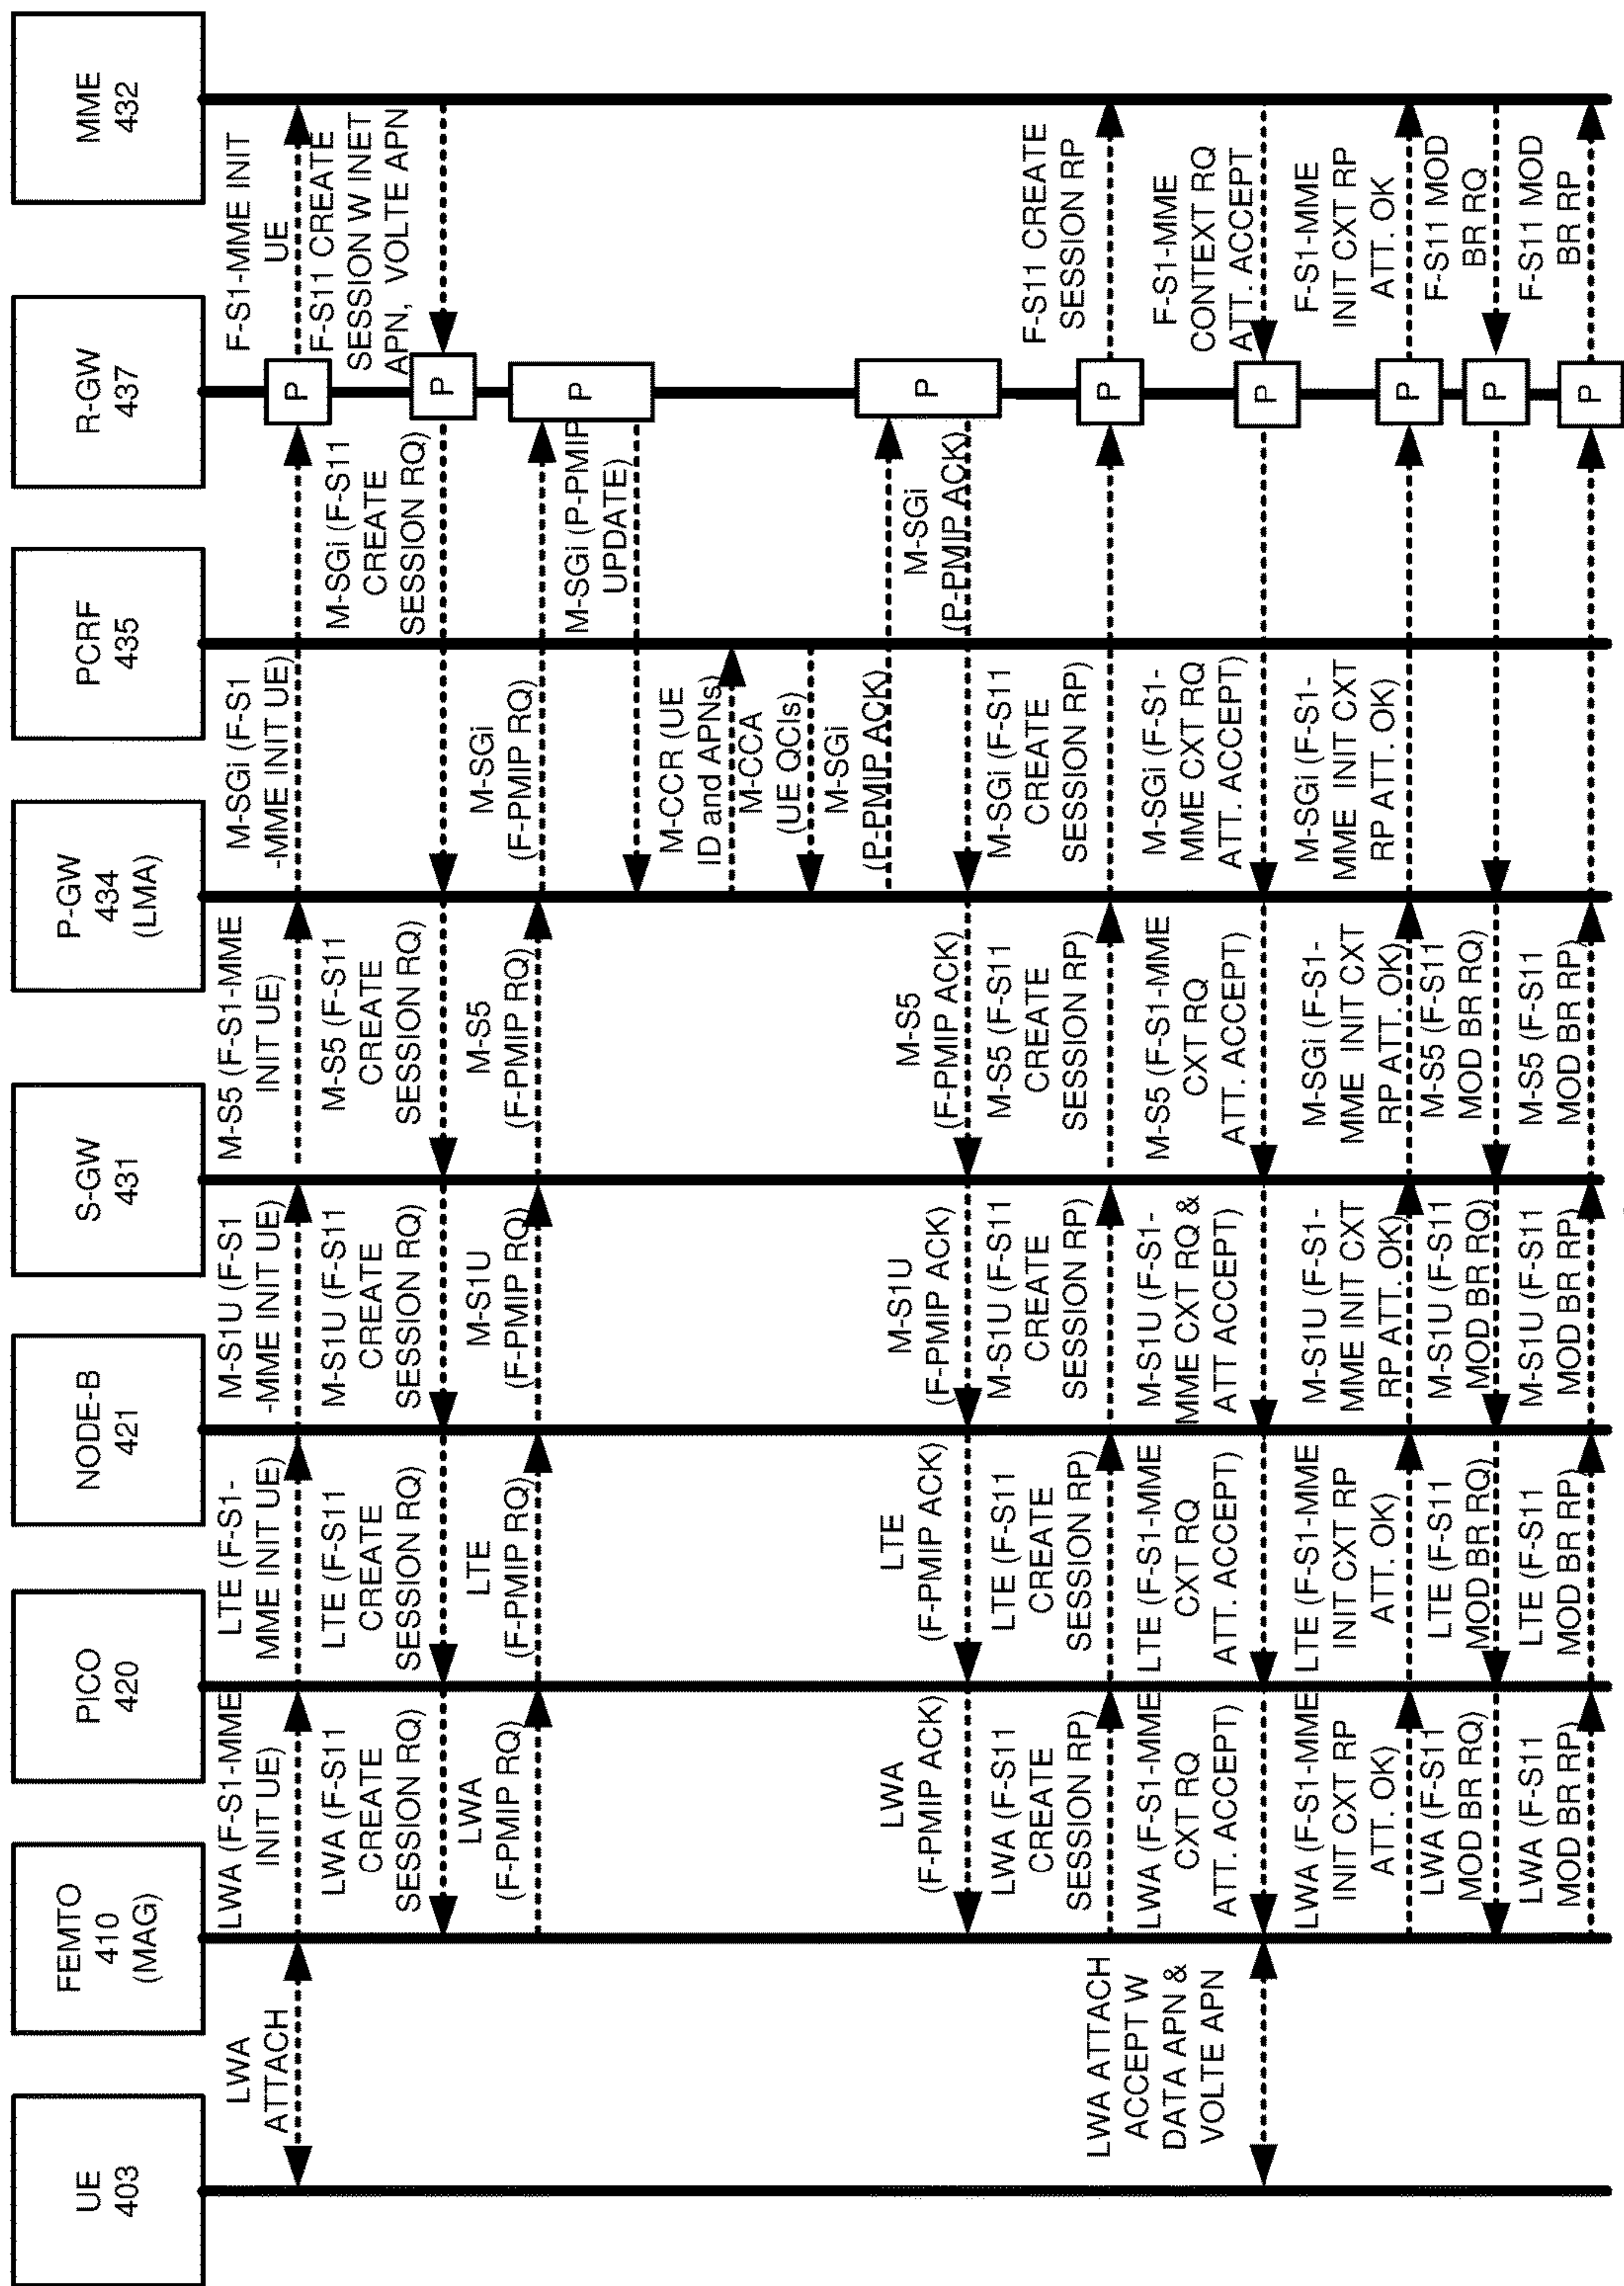 UE
403
FEMTO
410
(MAG)
PICO
420
NODE-B
421
S-GW
431
P-GW
434
(LMA)
PCRF
435
R-GW
437
MME
432
LWA
ATTACH
LWA (F-S1-MME
INIT UE)
LTE (F-S1-
MME INIT UE)
M-S1U (F-S1
-MME INIT UE)
M-S5 (F-S1-MME
INIT UE)
M-SGi (F-S1
-MME INIT UE)
P
F-S1-MME INIT
UE
LWA (F-S11
CREATE
SESSION RQ)
LTE (F-S11
CREATE
SESSION RQ)
M-S1U (F-S11
CREATE
SESSION RQ)
M-S5 (F-S11
CREATE
SESSION RQ)
M-SGi (F-S11
CREATE
SESSION RQ)
P
F-S11 CREATE
SESSION W INET
APN, VOLTE APN
LWA
(F-PMIP RQ)
LTE
(F-PMIP RQ)
M-S1U
(F-PMIP RQ)
M-S5
(F-PMIP RQ)
M-SGi
(F-PMIP RQ)
P
M-SGi (P-PMIP
UPDATE)
M-CCR (UE
ID and APNs)
M-CCA
(UE QCIs)
M-SGi
(P-PMIP ACK)
P
LWA
(F-PMIP ACK)
LTE
(F-PMIP ACK)
M-S1U
(F-PMIP ACK)
M-S5
(F-PMIP ACK)
M-SGi
(P-PMIP ACK)
LWA (F-S11
CREATE
SESSION RP)
LTE (F-S11
CREATE
SESSION RP)
M-S1U (F-S11
CREATE
SESSION RP)
M-S5 (F-S11
CREATE
SESSION RP)
M-SGi (F-S11
CREATE
SESSION RP)
P
F-S11 CREATE
SESSION RP
LWA ATTACH
ACCEPT W
DATA APN &
VOLTE APN
LWA (F-S1-MME
CXT RQ
ATT. ACCEPT)
LTE (F-S1-MME
CXT RQ
ATT. ACCEPT)
M-S1U (F-S1-
MME CXT RQ &
ATT ACCEPT)
M-S5 (F-S1-MME
CXT RQ
ATT. ACCEPT)
M-SGi (F-S1-
MME CXT RQ
ATT. ACCEPT)
P
F-S1-MME
CONTEXT RQ
ATT. ACCEPT
LWA (F-S1-MME
INIT CXT RP
ATT. OK)
LTE (F-S1-MME
INIT CXT RP
ATT. OK)
M-S1U (F-S1-
MME INIT CXT
RP ATT. OK)
M-SGi (F-S1-
MME INIT CXT
RP ATT. OK)
M-SGi (F-S1-
MME INIT CXT
RP ATT. OK)
P
F-S1-MME
INIT CXT RP
ATT. OK
LWA (F-S11
MOD BR RQ)
LTE (F-S11
MOD BR RQ)
M-S1U (F-S11
MOD BR RQ)
M-S5 (F-S11
MOD BR RQ)
P
F-S11 MOD
BR RQ
LWA (F-S11
MOD BR RP)
LTE (F-S11
MOD BR RP)
M-S1U (F-S11
MOD BR RP)
M-S5 (F-S11
MOD BR RP)
P
F-S11 MOD
BR RP